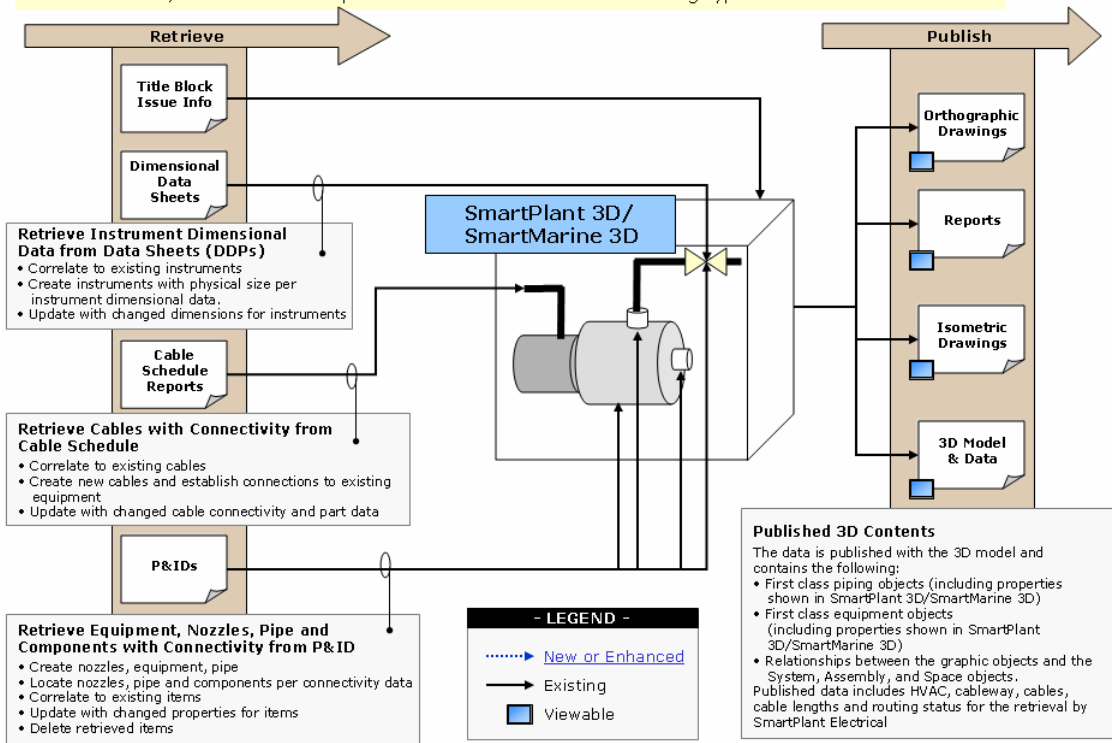 Retrieve
Publish
Title Block
Issue Info
Dimensional
Data
Sheets
Retrieve Instrument Dimensional
Data from Data Sheets (DDPs)
• Correlate to existing instruments
• Create instruments with physical size per
instrument dimensional data.
• Update with changed dimensions for instruments
Cable
Schedule
Reports
Retrieve Cables with Connectivity from
Cable Schedule
• Correlate to existing cables
• Create new cables and establish connections to existing
equipment
• Update with changed cable connectivity and part data
P&IDs
Retrieve Equipment, Nozzles, Pipe and
Components with Connectivity from P&ID
• Create nozzles, equipment, pipe
• Locate nozzles, pipe and components per connectivity data
• Correlate to existing items
• Update with changed properties for items
• Delete retrieved items
SmartPlant 3D/
SmartMarine 3D
- LEGEND -
New or Enhanced
Existing
Viewable
Orthographic
Drawings
Reports
Isometric
Drawings
3D Model
& Data
Published 3D Contents
The data is published with the 3D model and
contains the following:
• First class piping objects (including properties
shown in SmartPlant 3D/SmartMarine 3D)
• First class equipment objects
(including properties shown in SmartPlant
3D/SmartMarine 3D)
• Relationships between the graphic objects and the
System, Assembly, and Space objects.
Published data includes HVAC, cableway, cables,
cable lengths and routing status for the retrieval by
SmartPlant Electrical